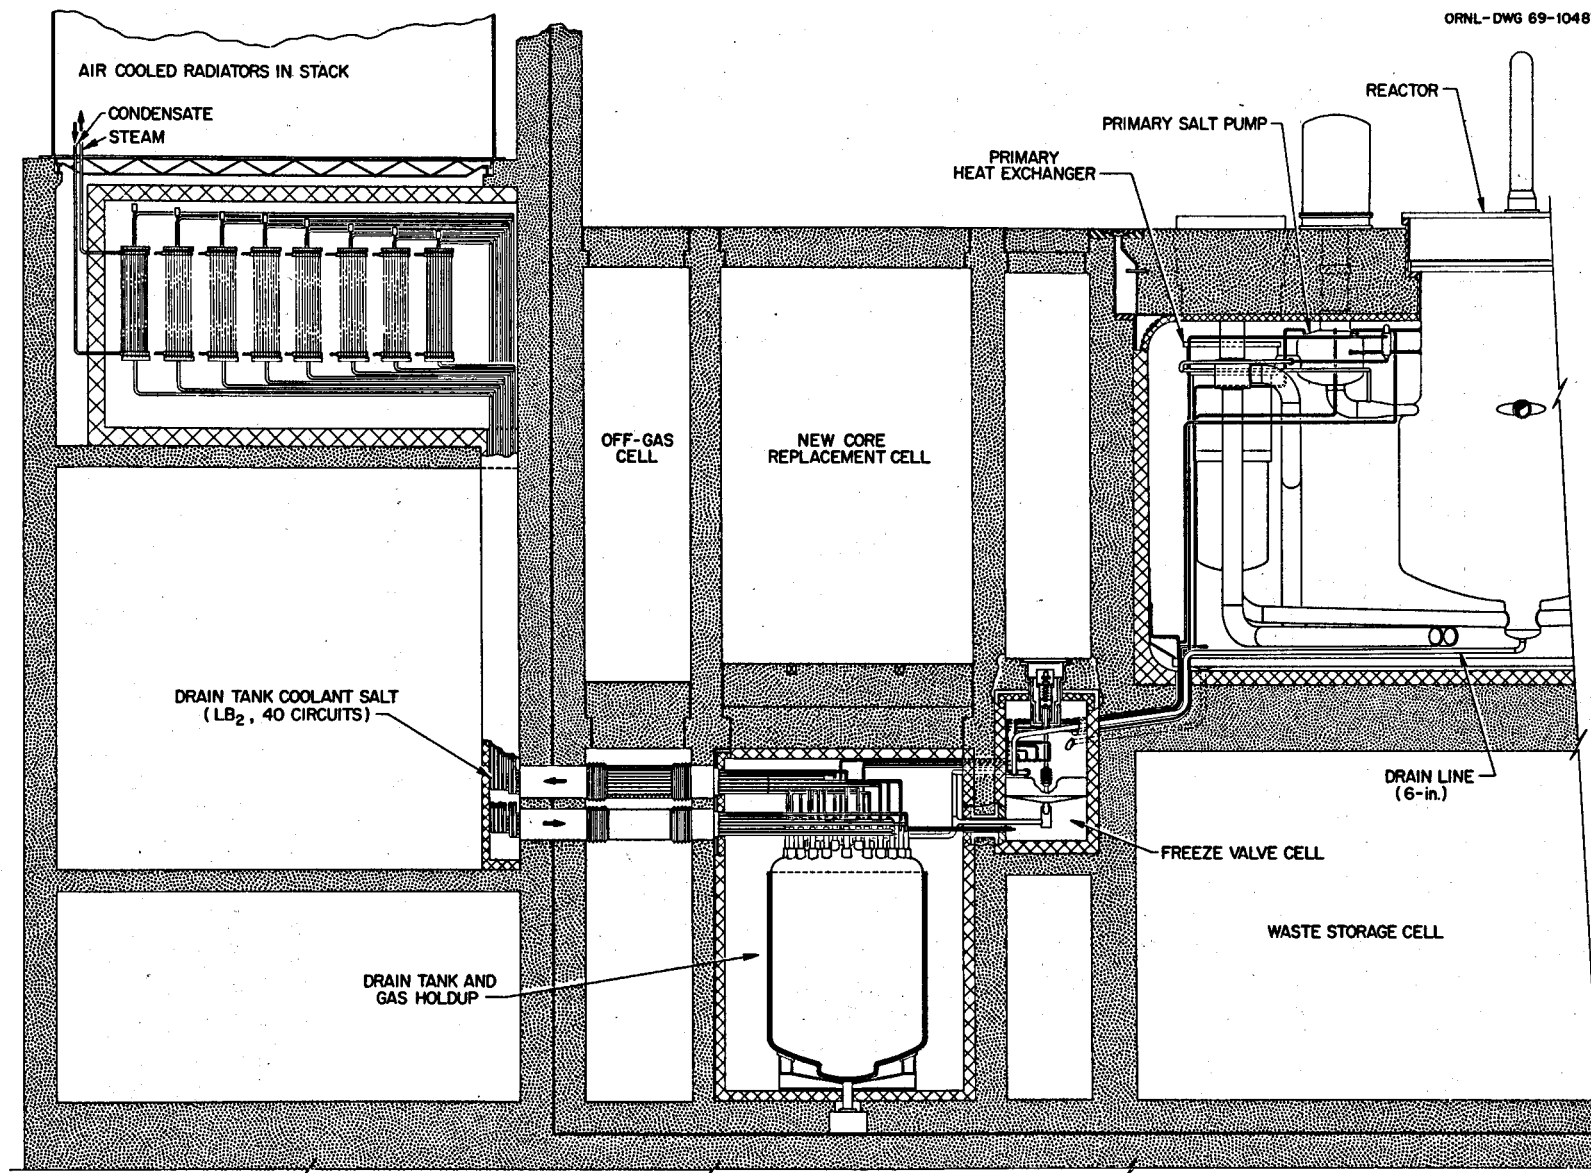 ORNL-DWG 69-1048
AIR COOLED RADIATORS IN STACK
CONDENSATE
STEAM
REACTOR
PRIMARY SALT PUMP
PRIMARY
HEAT EXCHANGER
OFF-GAS
CELL
NEW CORE
REPLACEMENT CELL
DRAIN TANK COOLANT SALT
(LB₂, 40 CIRCUITS)
DRAIN LINE
(6-in.)
FREEZE VALVE CELL
WASTE STORAGE CELL
DRAIN TANK AND
GAS HOLDUP